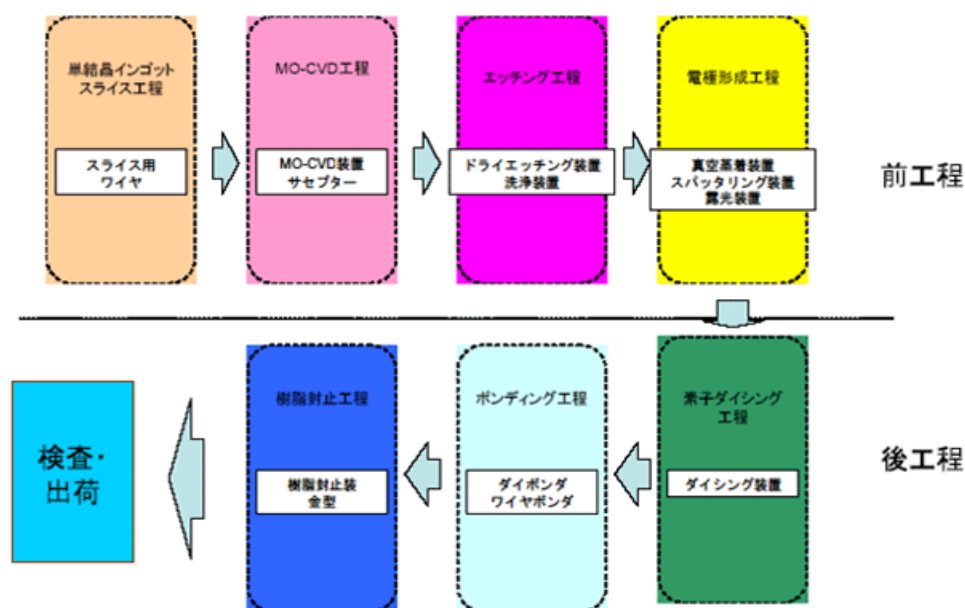 単結晶インゴット
スライス工程
スライス用
ワイヤ
MO-CVD工程
MO-CVD装置
サセプター
エッチング工程
ドライエッチング装置
洗浄装置
電極形成工程
真空蒸着装置
スパッタリング装置
露光装置
前工程
素子ダイシング
工程
ダイシング装置
ボンディング工程
ダイボンダ
ワイヤボンダ
樹脂封止工程
樹脂封止装
金型
検査・
出荷
後工程